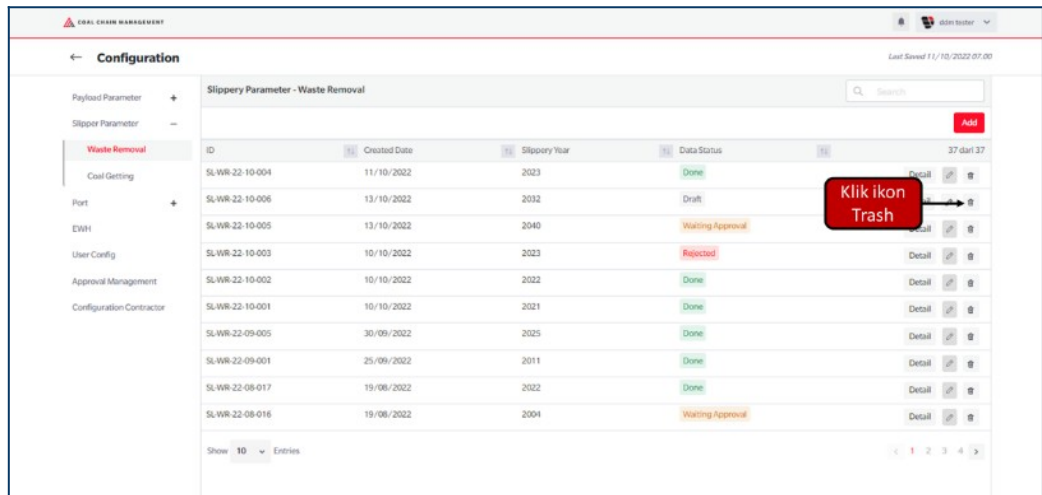 COAL CHAIN MANAGEMENT
ddm tester
← Configuration
Last Saved 11/10/2022 07.00
Payload Parameter +
Slipper Parameter –
Waste Removal
Coal Getting
Port +
EWH
User Config
Approval Management
Configuration Contractor
Slippery Parameter - Waste Removal
Search
Add
ID Created Date Slippery Year Data Status 37 dari 37
SL-WR-22-10-004 11/10/2022 2023 Done Detail
SL-WR-22-10-006 13/10/2022 2032 Draft
Klik ikon
Trash
SL-WR-22-10-005 13/10/2022 2040 Waiting Approval Detail
SL-WR-22-10-003 10/10/2022 2023 Rejected Detail
SL-WR-22-10-002 10/10/2022 2022 Done Detail
SL-WR-22-10-001 10/10/2022 2021 Done Detail
SL-WR-22-09-005 30/09/2022 2025 Done Detail
SL-WR-22-09-001 25/09/2022 2011 Done Detail
SL-WR-22-08-017 19/08/2022 2022 Done Detail
SL-WR-22-08-016 19/08/2022 2004 Waiting Approval Detail
Show 10 Entries
< 1 2 3 4 >